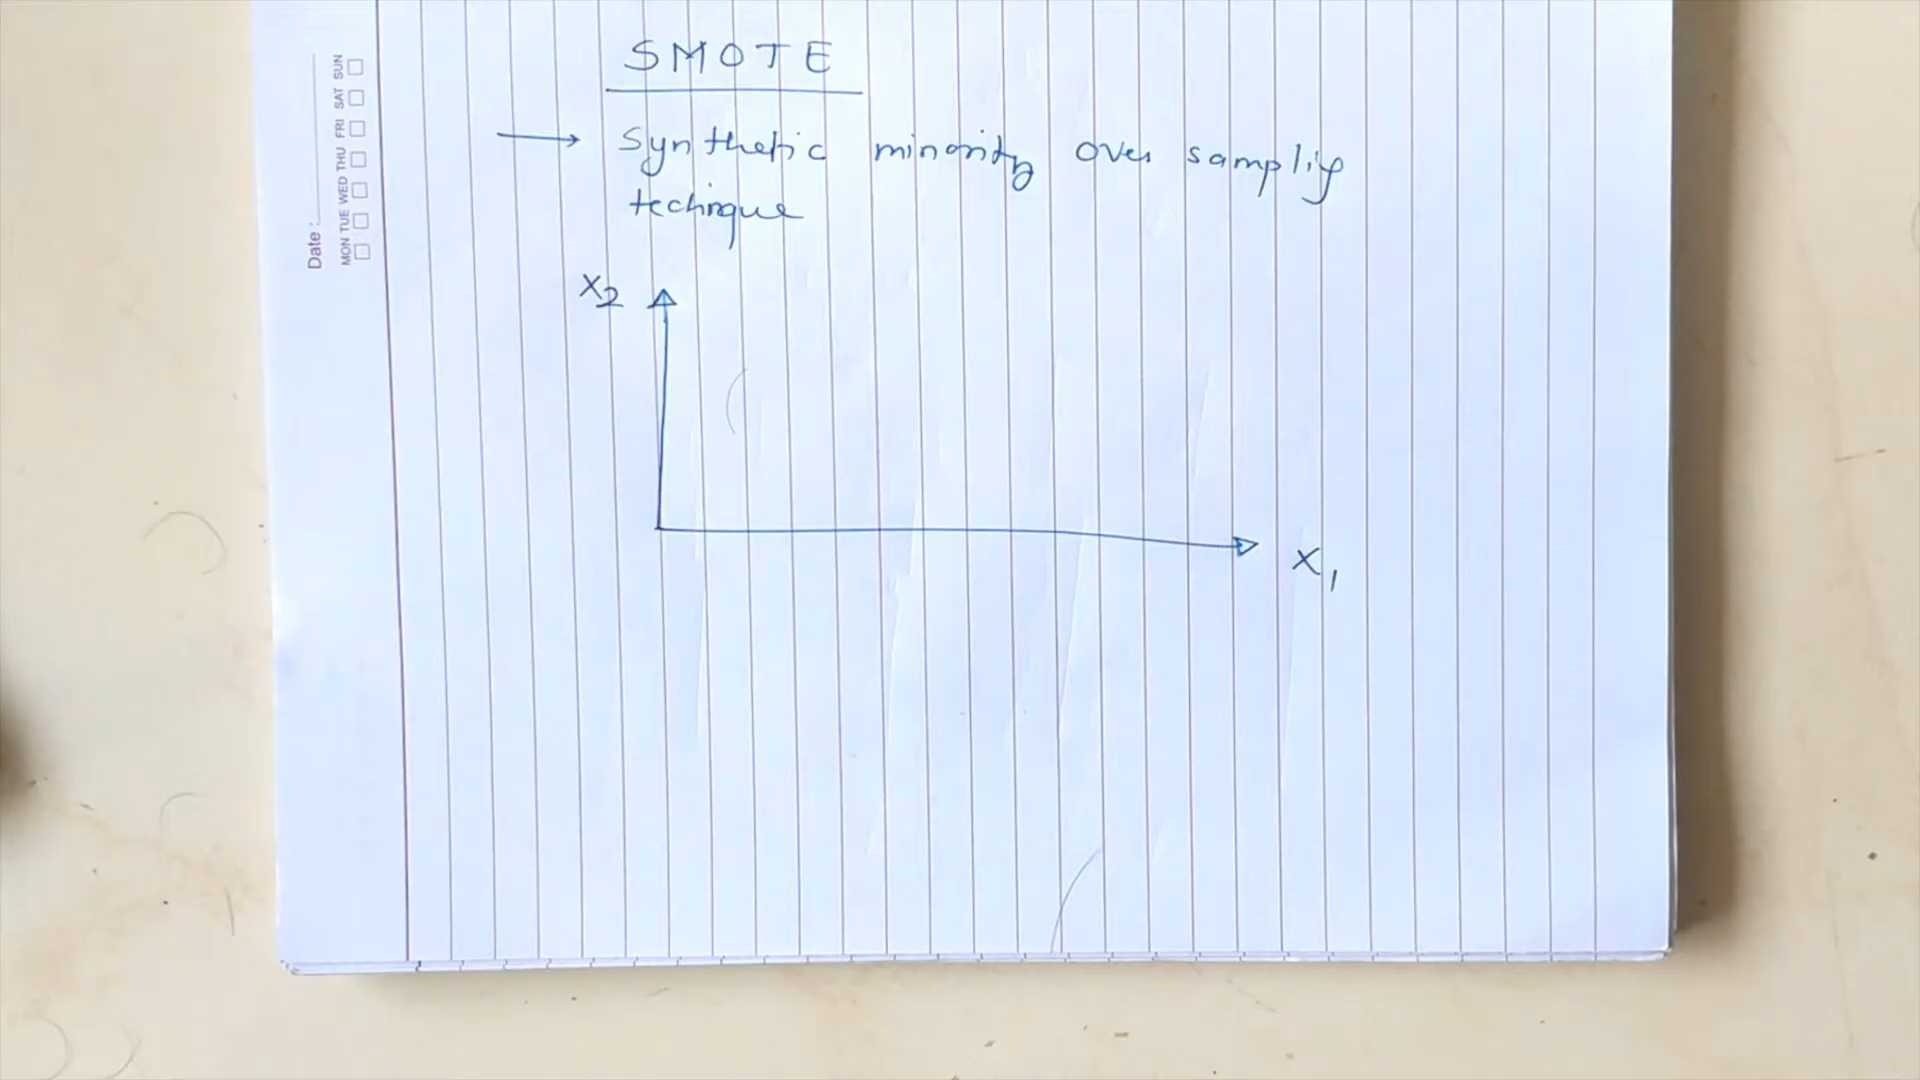 SMOTE
→ Synthetic minority over sampling
technique
X2
X1
Date :
MON TUE WED THU FRI SAT SUN